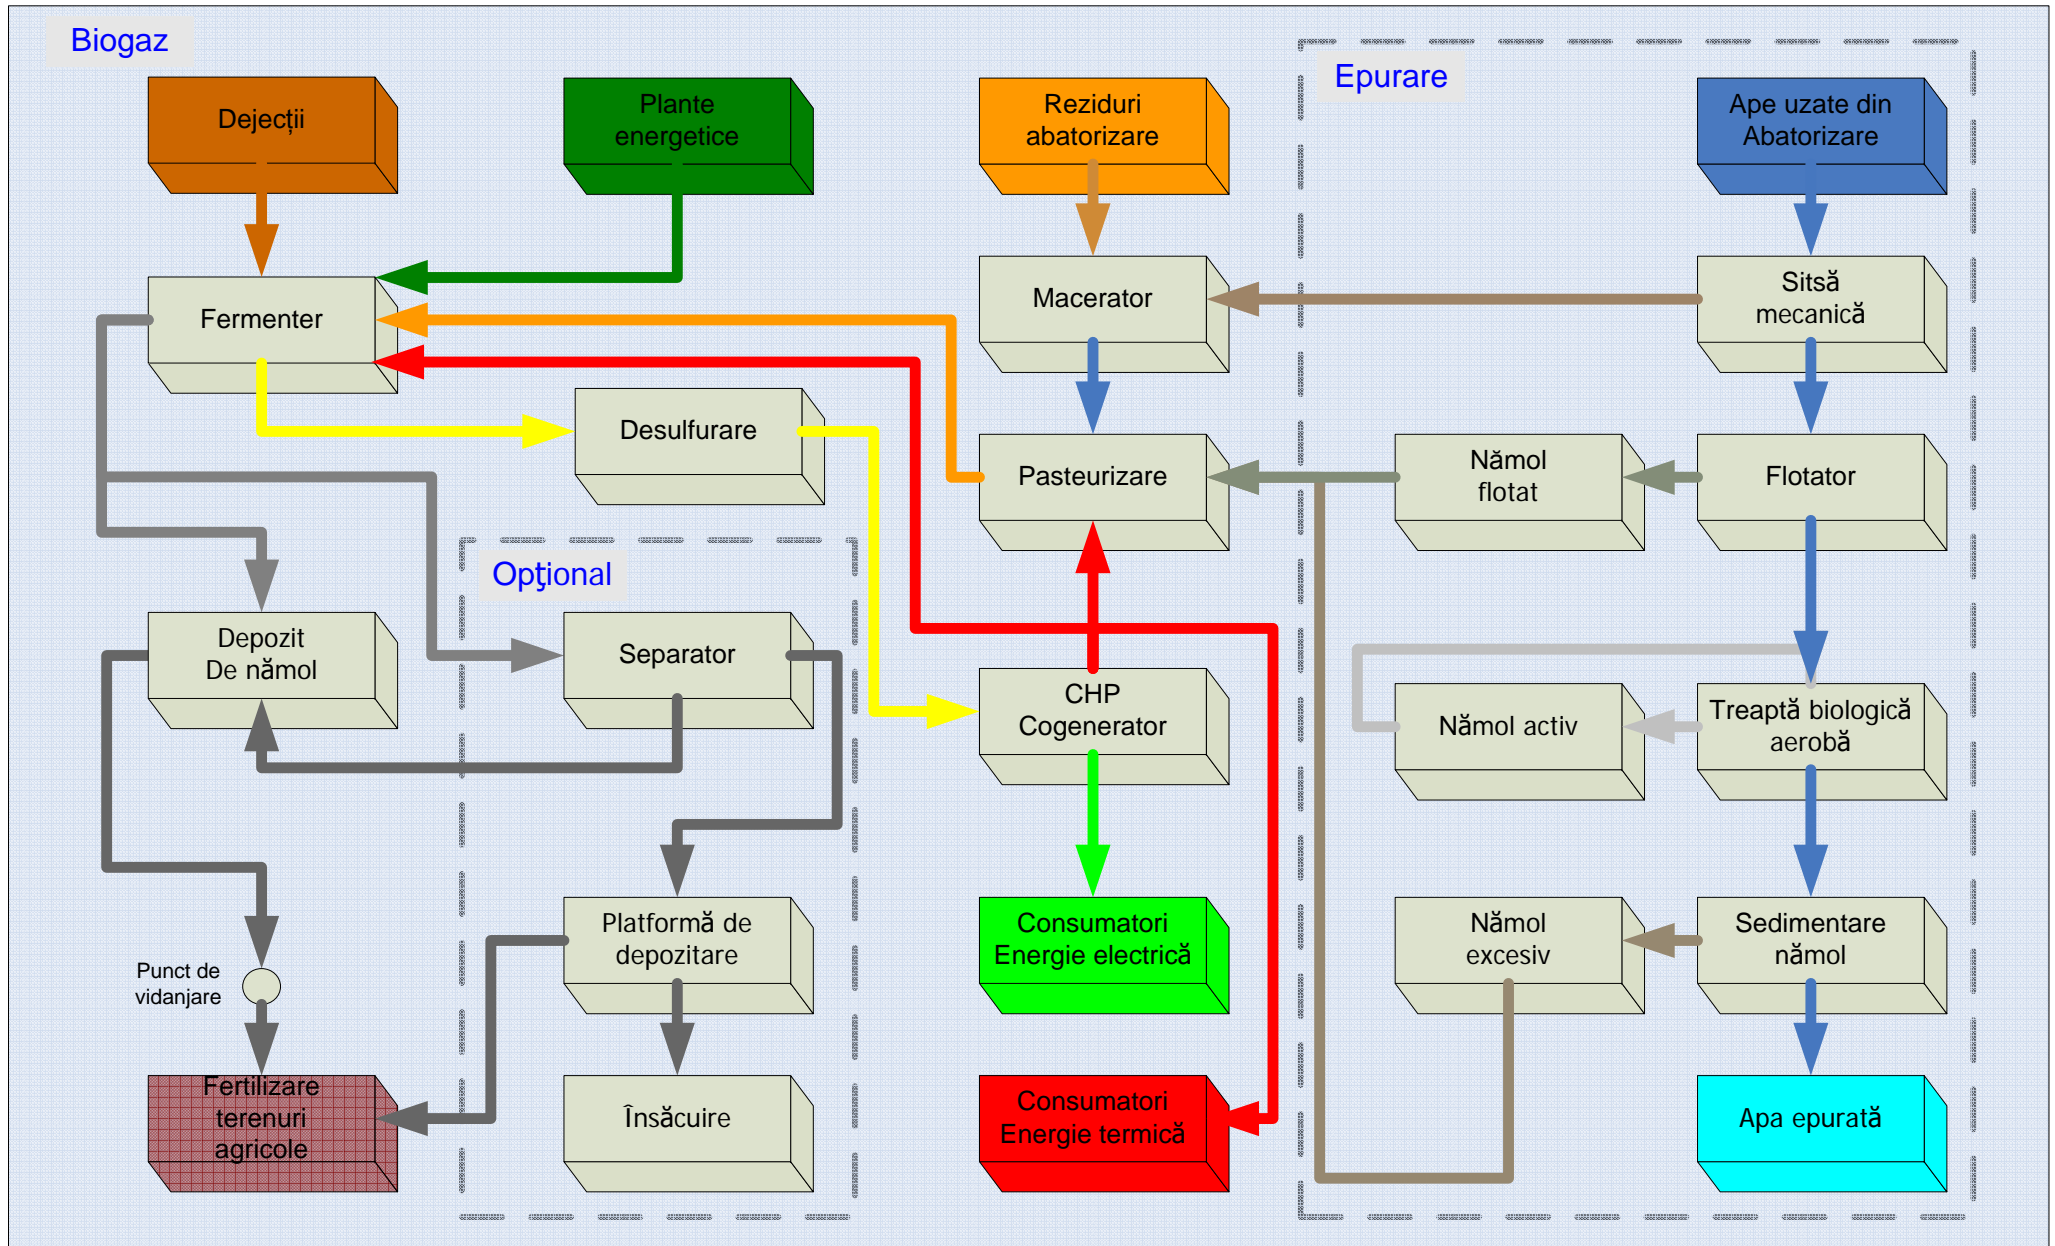 Biogaz
Epurare
Dejecții
Plante
energetice
Reziduri
abatorizare
Ape uzate din
Abatorizare
Fermenter
Macerator
Sitsă
mecanică
Desulfurare
Pasteurizare
Nămol
flotat
Flotator
Opţional
Depozit
De nămol
Separator
CHP
Cogenerator
Nămol activ
Treaptă biologică
aerobă
Platformă de
depozitare
Consumatori
Energie electrică
Nămol
excesiv
Sedimentare
nămol
Punct de
vidanjare
Fertilizare
terenuri
agricole
Însăcuire
Consumatori
Energie termică
Apa epurată